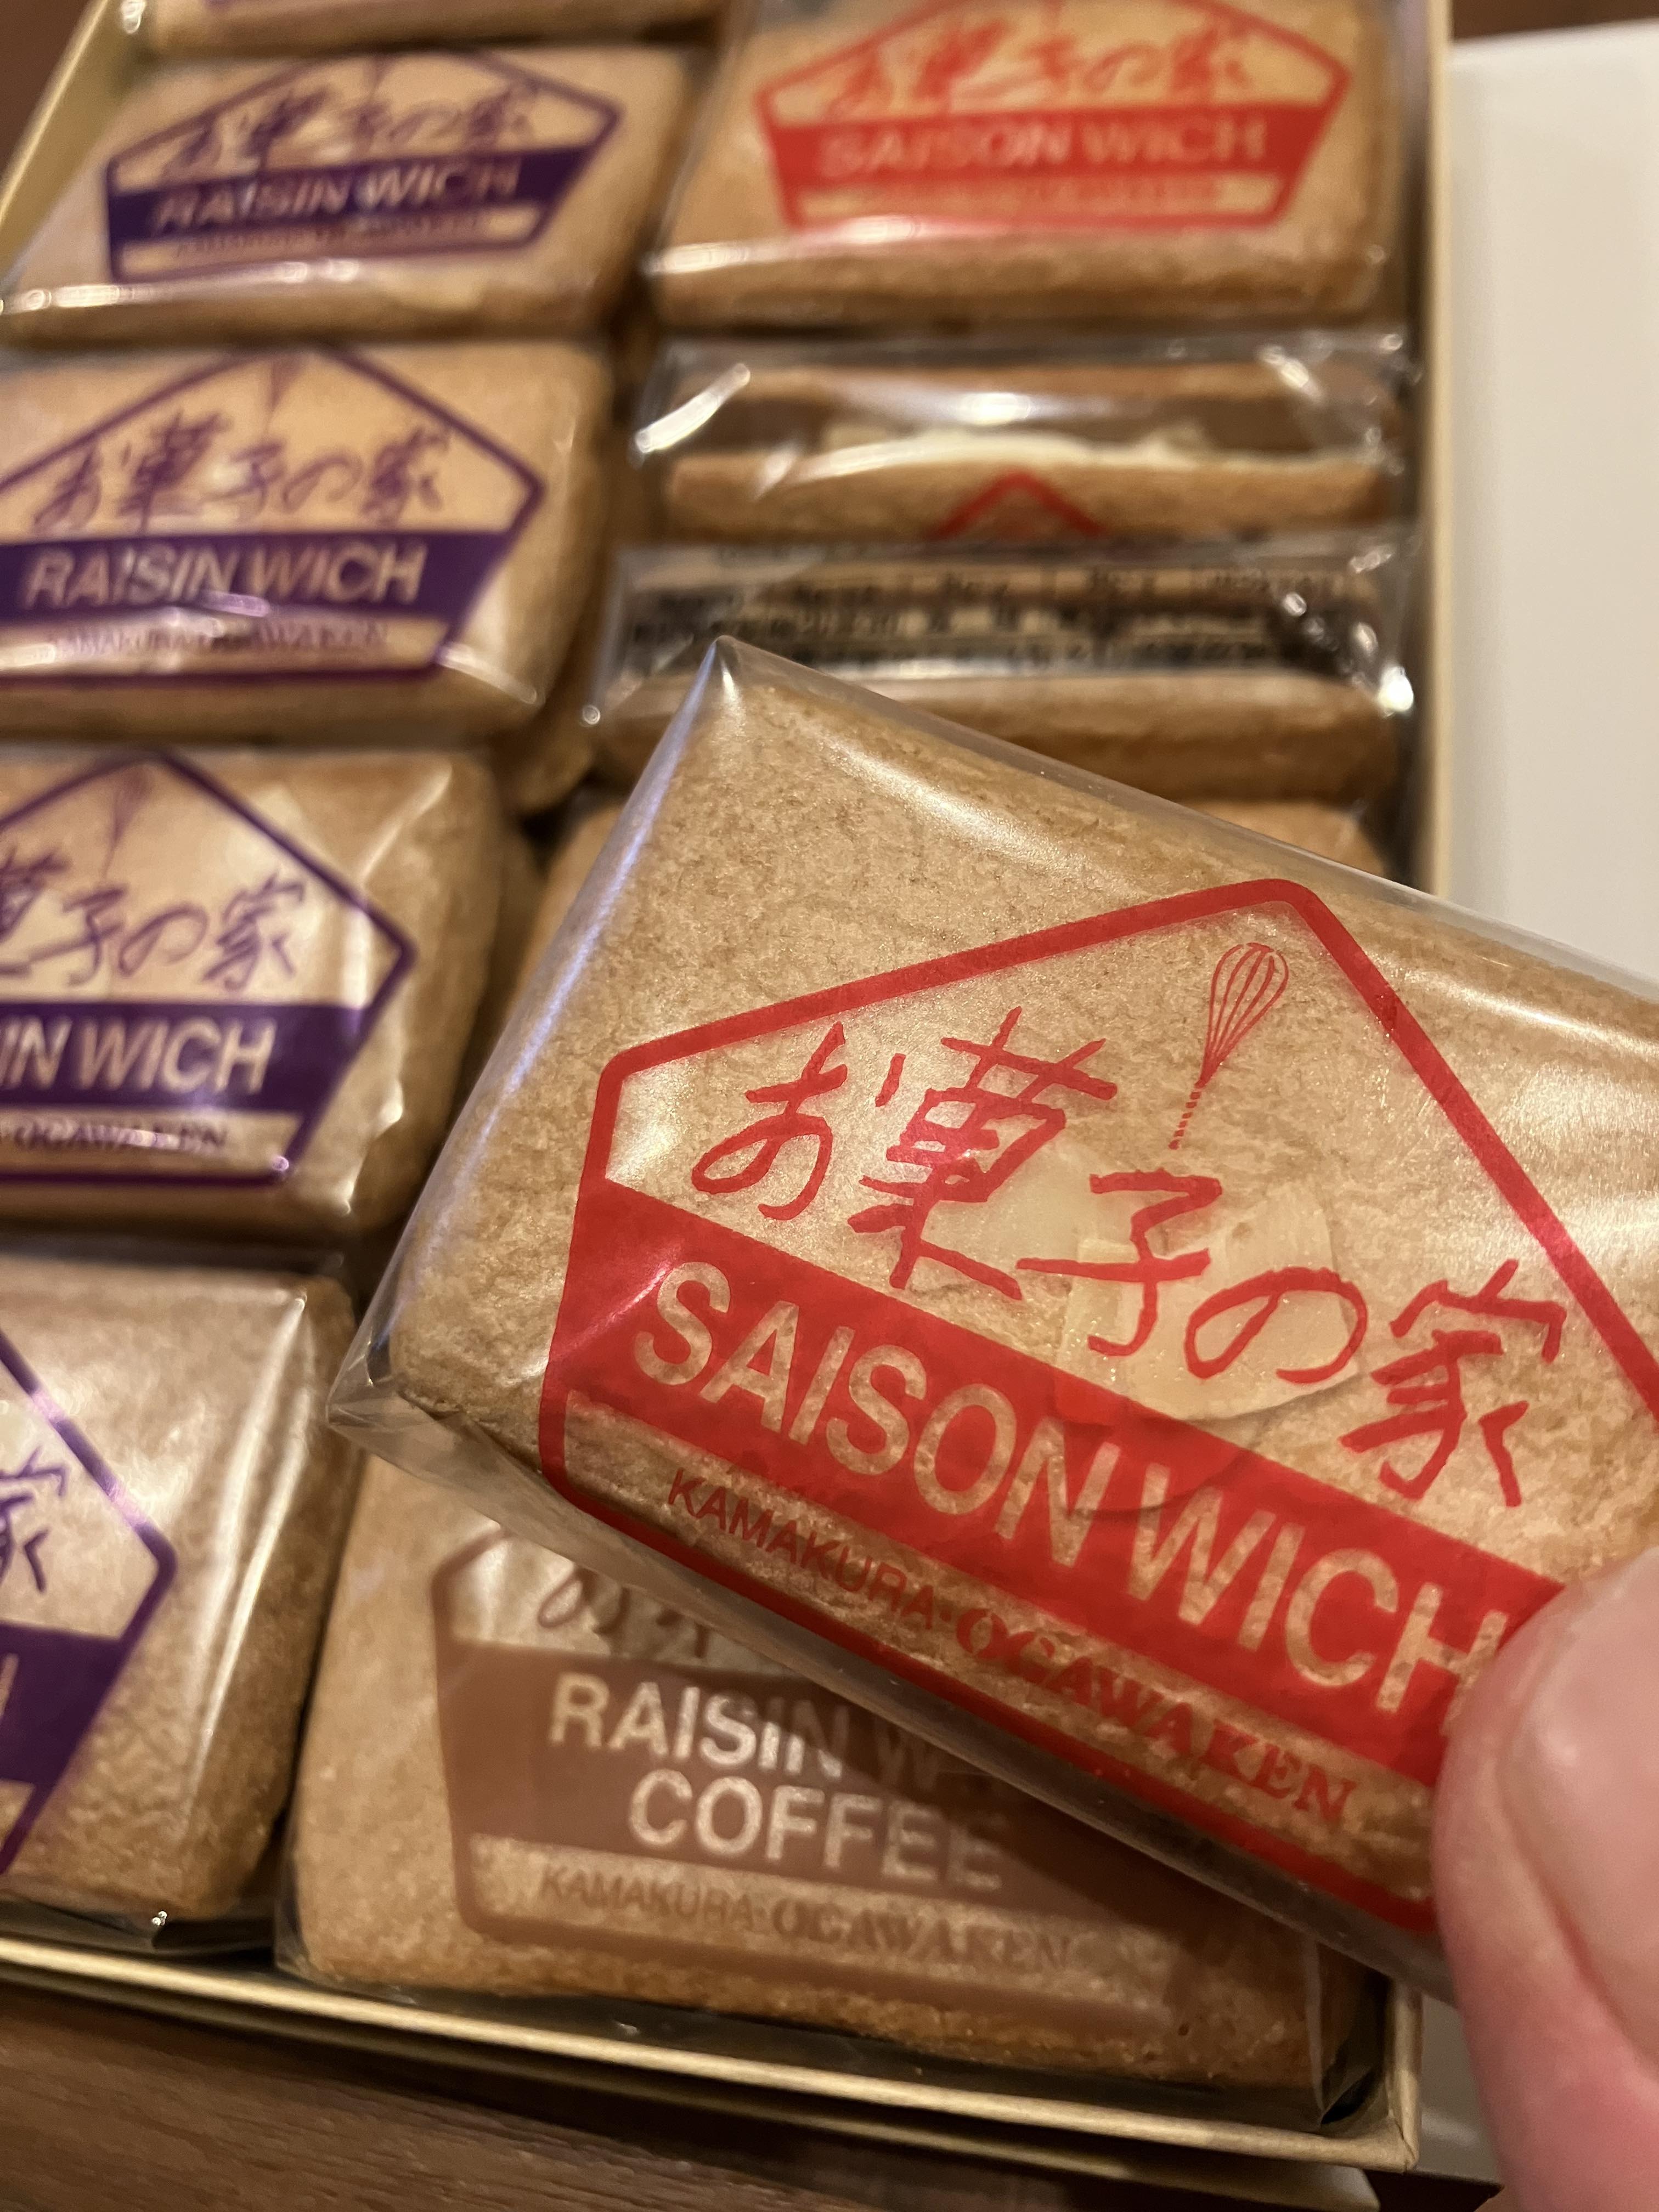 お菓子の家
RAISIN WICH
お菓子の家
SAISON WICH
お菓子の家
RAISIN WICH
KAMAKURA·OGAWAKEN
菓子の家
IN WICH
OGAWAKEN
お菓子の家
SAISON WICH
KAMAKURA·OGAWAKEN
家
RAISIN W
COFFEE
KAMAKURA·OGAWAKEN